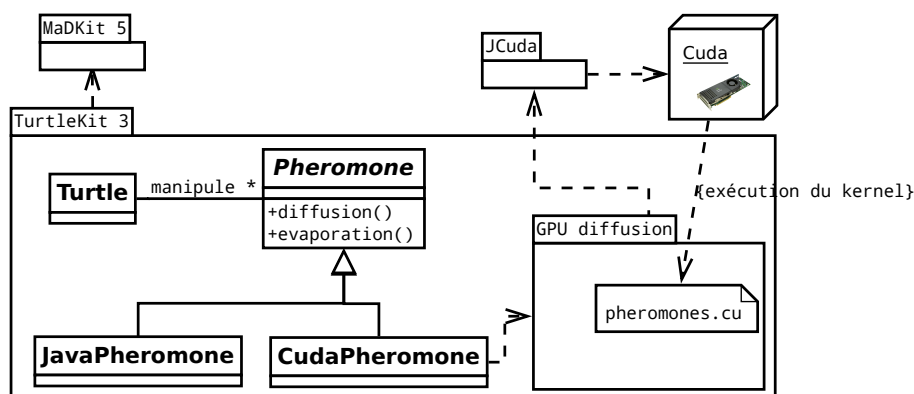 MaDKit 5
JCuda
Cuda
TurtleKit 3
Pheromone
Turtle
manipule *
+diffusion()
+evaporation()
{exécution du kernel}
GPU diffusion
pheromones.cu
JavaPheromone
CudaPheromone